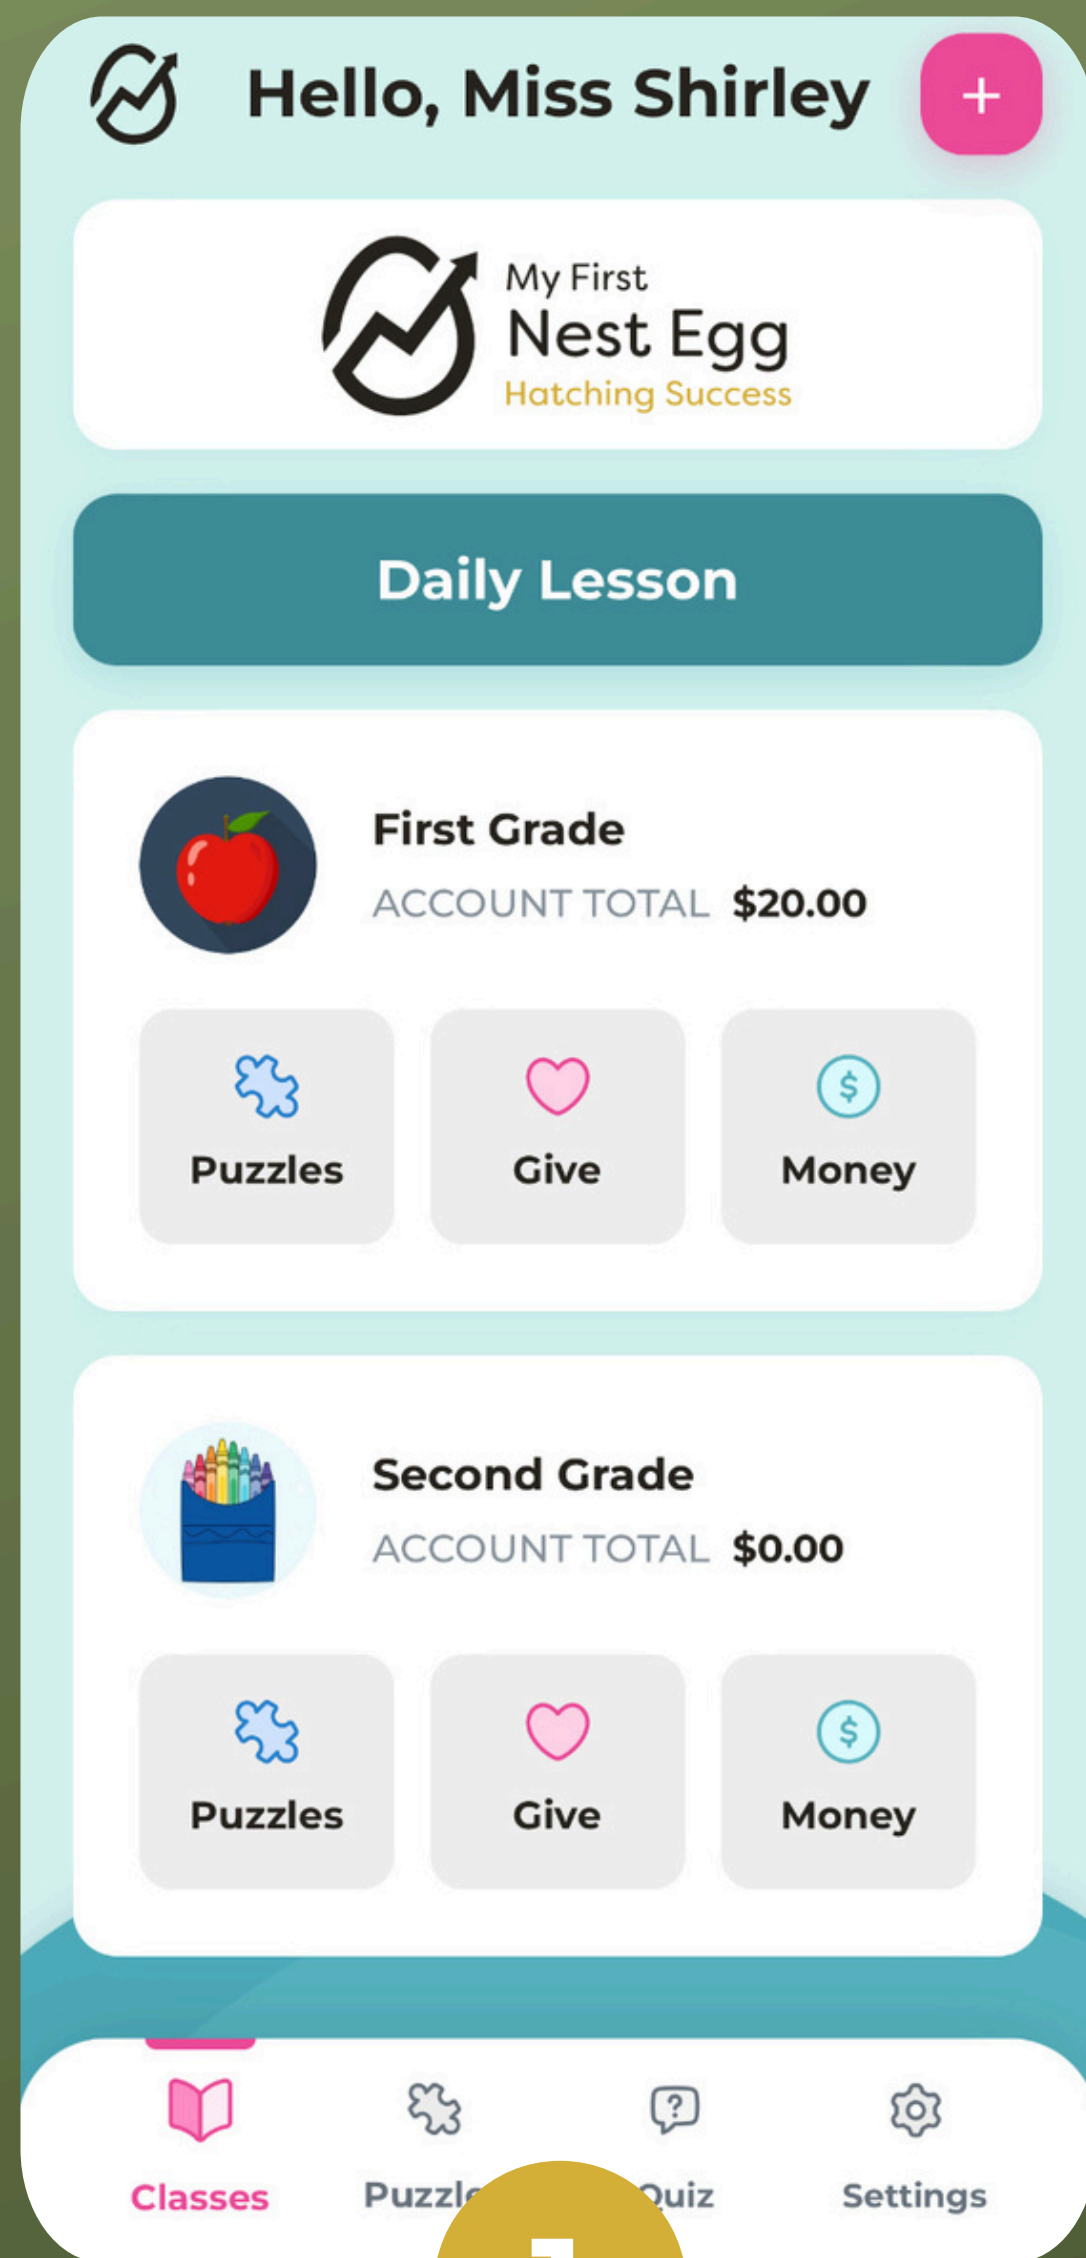 Hello, Miss Shirley
+
My First
Nest Egg
Hatching Success
Daily Lesson
First Grade
ACCOUNT TOTAL $20.00
Puzzles Give Money
Second Grade
ACCOUNT TOTAL $0.00
Puzzles Give Money
Classes Quiz Settings